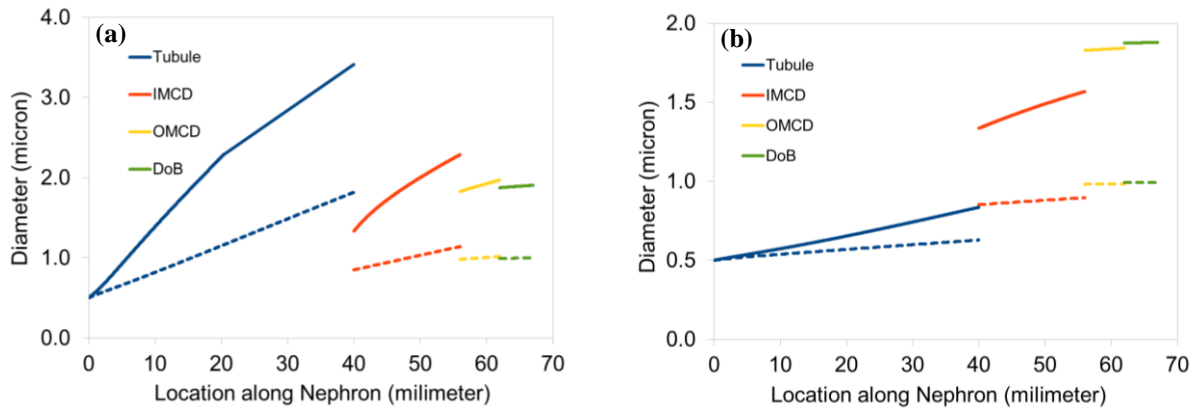 (a)
4.0
3.0
2.0
1.0
0.0
Diameter (micron)
Tubule
IMCD
OMCD
DoB
0 10 20 30 40 50 60 70
Location along Nephron (milimeter)
(b)
2.0
1.5
1.0
0.5
0.0
Diameter (micron)
Tubule
IMCD
OMCD
DoB
0 10 20 30 40 50 60 70
Location along Nephron (milimeter)